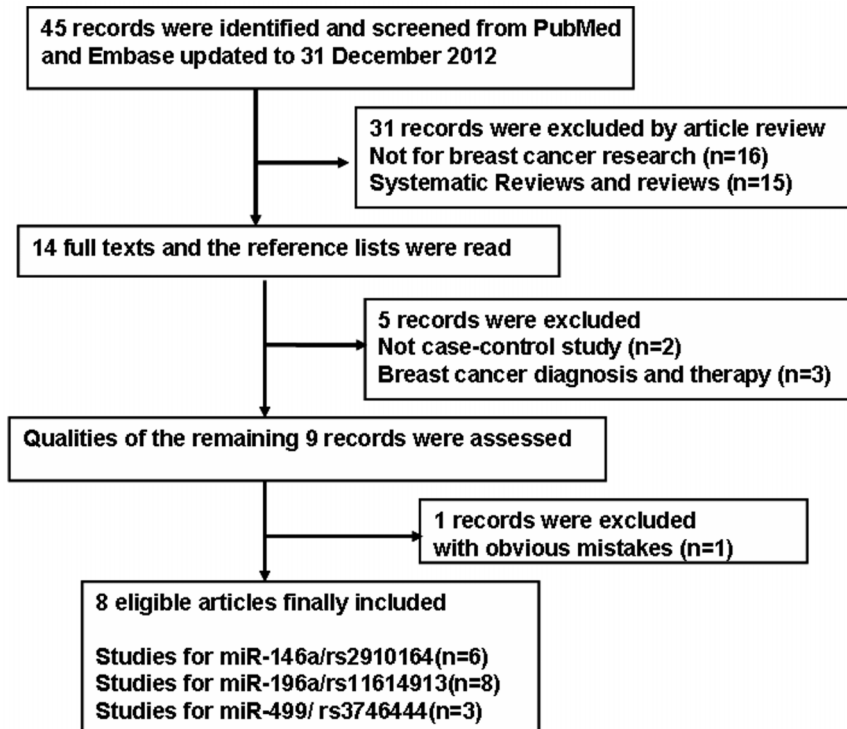 45 records were identified and screened from PubMed
and Embase updated to 31 December 2012
31 records were excluded by article review
Not for breast cancer research (n=16)
Systematic Reviews and reviews (n=15)
14 full texts and the reference lists were read
5 records were excluded
Not case-control study (n=2)
Breast cancer diagnosis and therapy (n=3)
Qualities of the remaining 9 records were assessed
1 records were excluded
with obvious mistakes (n=1)
8 eligible articles finally included
Studies for miR-146a/rs2910164(n=6)
Studies for miR-196a/rs11614913(n=8)
Studies for miR-499/ rs3746444(n=3)